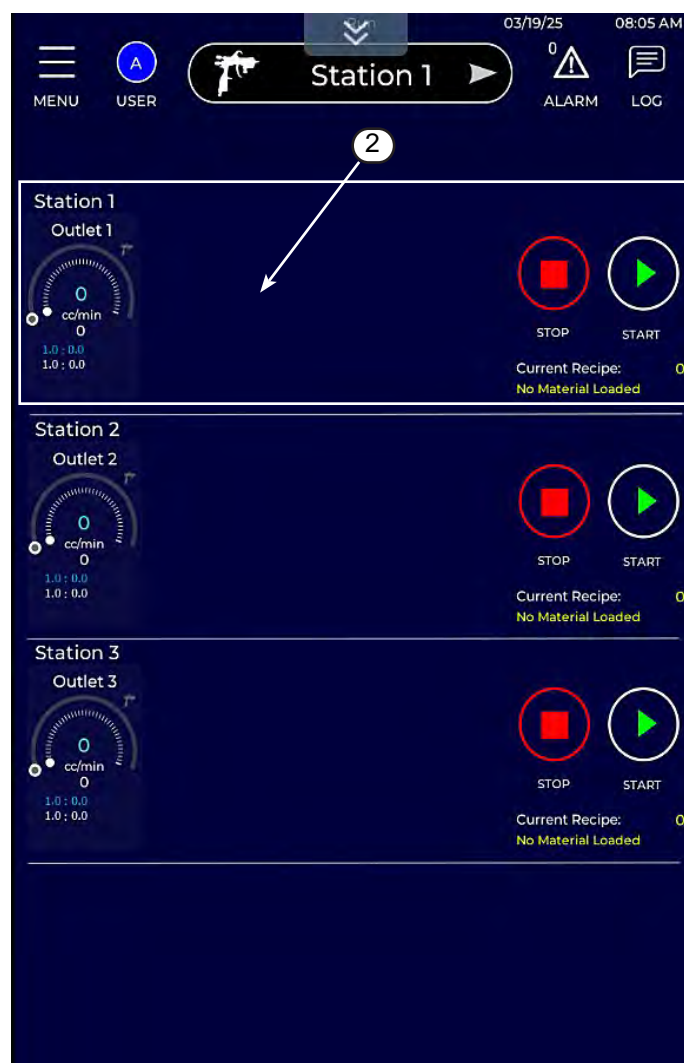 Run 03/19/25 08:05 AM
0
A
Station 1
MENU USER ALARM LOG
2
Station 1
Outlet 1
0
cc/min
0
1.0 : 0.0
1.0 : 0.0
STOP START
Current Recipe: 0
No Material Loaded
Station 2
Outlet 2
0
cc/min
0
1.0 : 0.0
1.0 : 0.0
STOP START
Current Recipe: 0
No Material Loaded
Station 3
Outlet 3
0
cc/min
0
1.0 : 0.0
1.0 : 0.0
STOP START
Current Recipe: 0
No Material Loaded